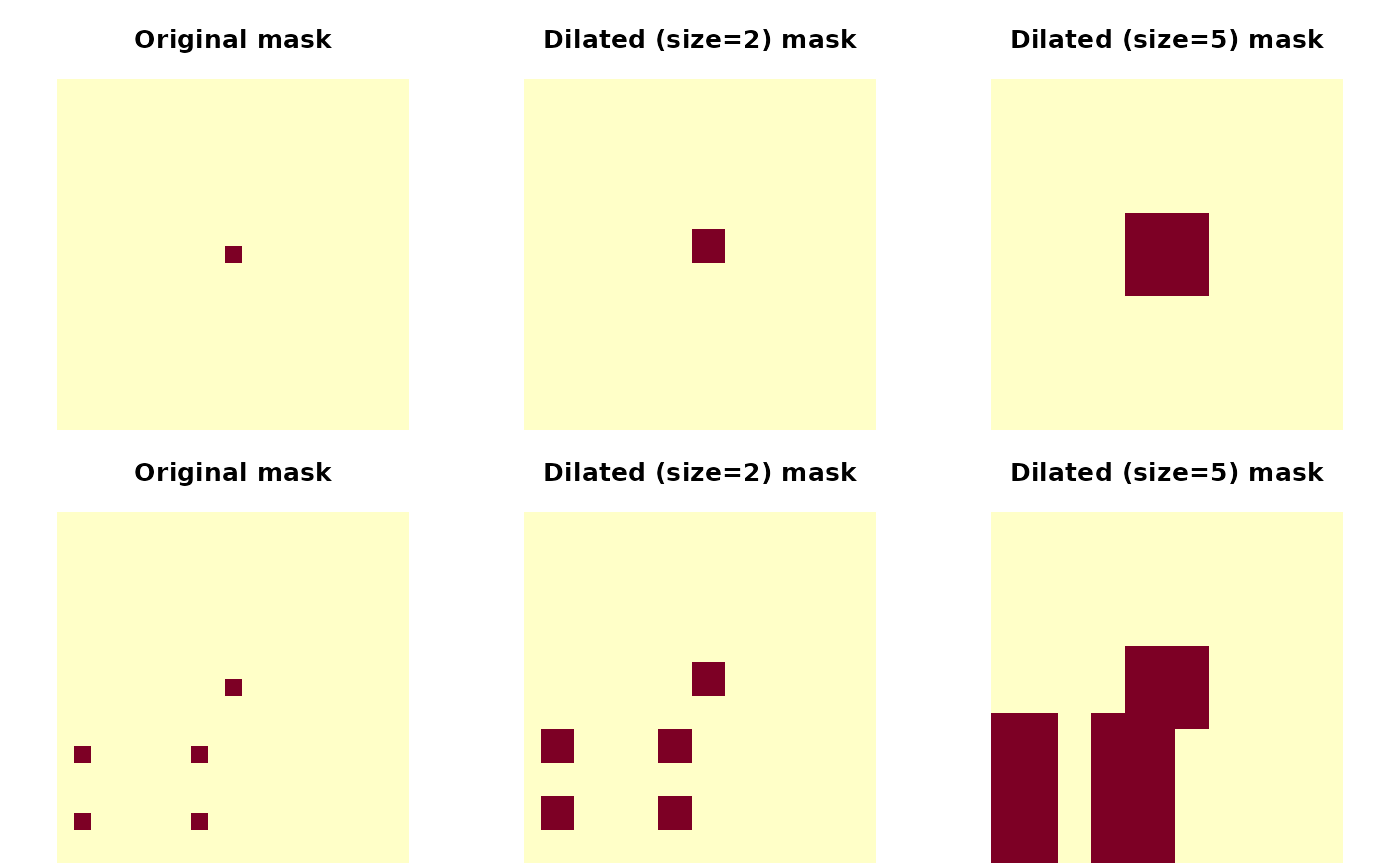 Original mask
Dilated (size=2) mask
Dilated (size=5) mask
Original mask
Dilated (size=2) mask
Dilated (size=5) mask